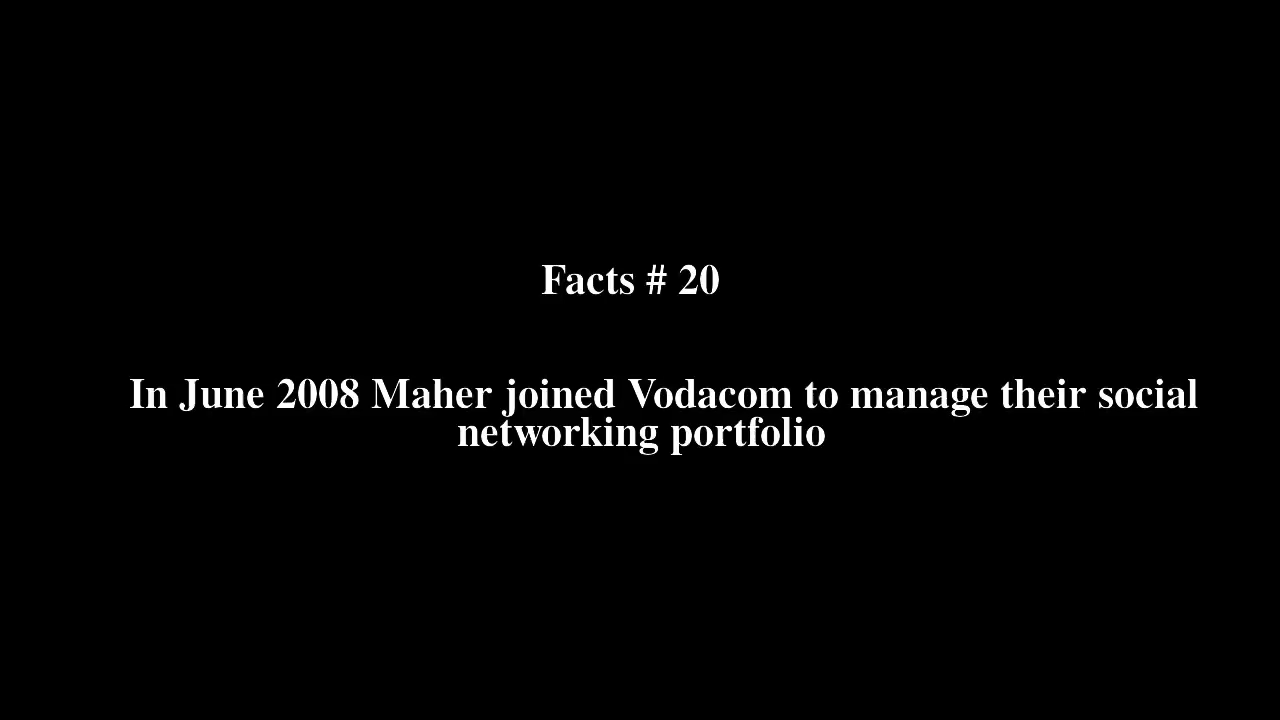 Facts # 20
In June 2008 Maher joined Vodacom to manage their social
networking portfolio